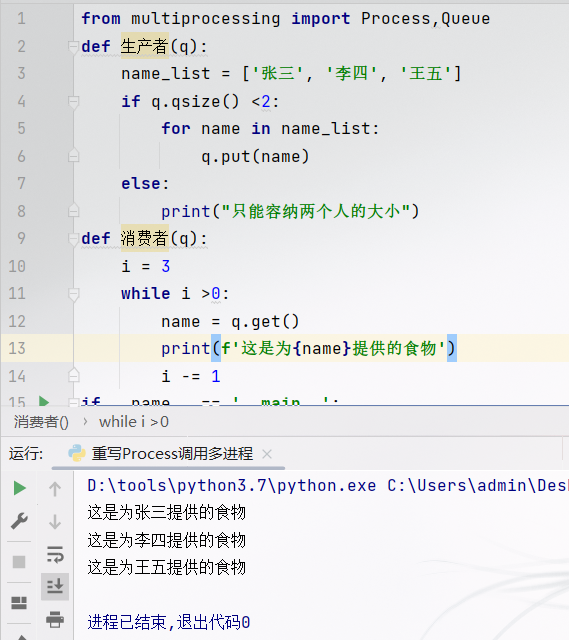 1 from multiprocessing import Process,Queue
2 def 生产者(q):
3 name_list = ['张三', '李四', '王五']
4 if q.qsize() <2:
5 for name in name_list:
6 q.put(name)
7 else:
8 print("只能容纳两个人的大小")
9 def 消费者(q):
10 i = 3
11 while i >0:
12 name = q.get()
13 print(f'这是为{name}提供的食物')
14 i -= 1
15 if __name__ == '__main__':
消费者() › while i >0
运行: 重写Process调用多进程 ×
D:\tools\python3.7\python.exe C:\Users\admin\Des
这是为张三提供的食物
这是为李四提供的食物
这是为王五提供的食物
进程已结束,退出代码0